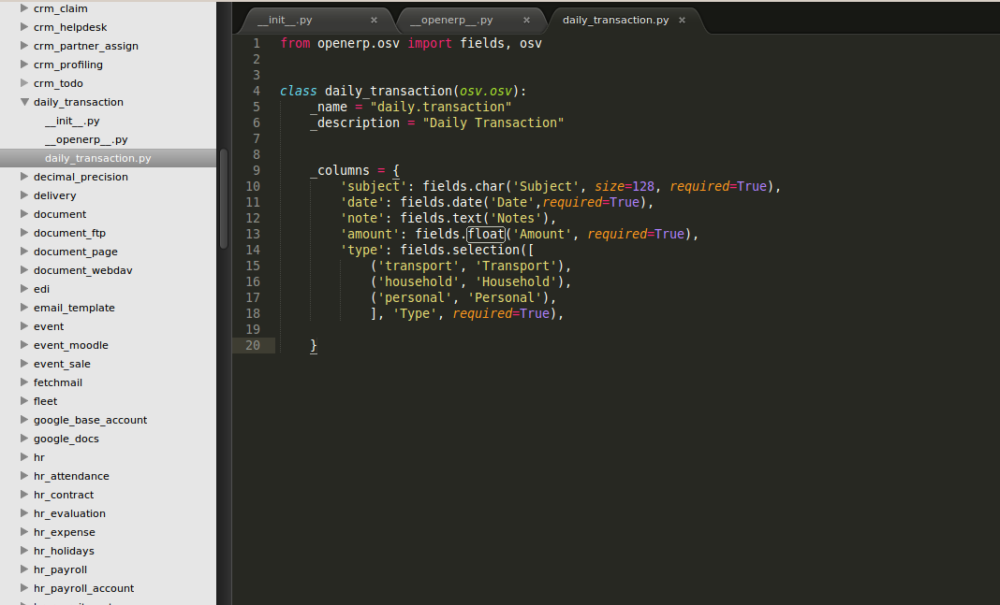 crm_claim
crm_helpdesk
crm_partner_assign
crm_profiling
crm_todo
daily_transaction
__init__.py
__openerp__.py
daily_transaction.py
decimal_precision
delivery
document
document_ftp
document_page
document_webdav
edi
email_template
event
event_moodle
event_sale
fetchmail
fleet
google_base_account
google_docs
hr
hr_attendance
hr_contract
hr_evaluation
hr_expense
hr_holidays
hr_payroll
hr_payroll_account
__init__.py × __openerp__.py × daily_transaction.py ×
1 from openerp.osv import fields, osv
2
3
4 class daily_transaction(osv.osv):
5 _name = "daily.transaction"
6 _description = "Daily Transaction"
7
8
9 _columns = {
10 'subject': fields.char('Subject', size=128, required=True),
11 'date': fields.date('Date',required=True),
12 'note': fields.text('Notes'),
13 'amount': fields.float('Amount', required=True),
14 'type': fields.selection([
15 ('transport', 'Transport'),
16 ('household', 'Household'),
17 ('personal', 'Personal'),
18 ], 'Type', required=True),
19
20 }